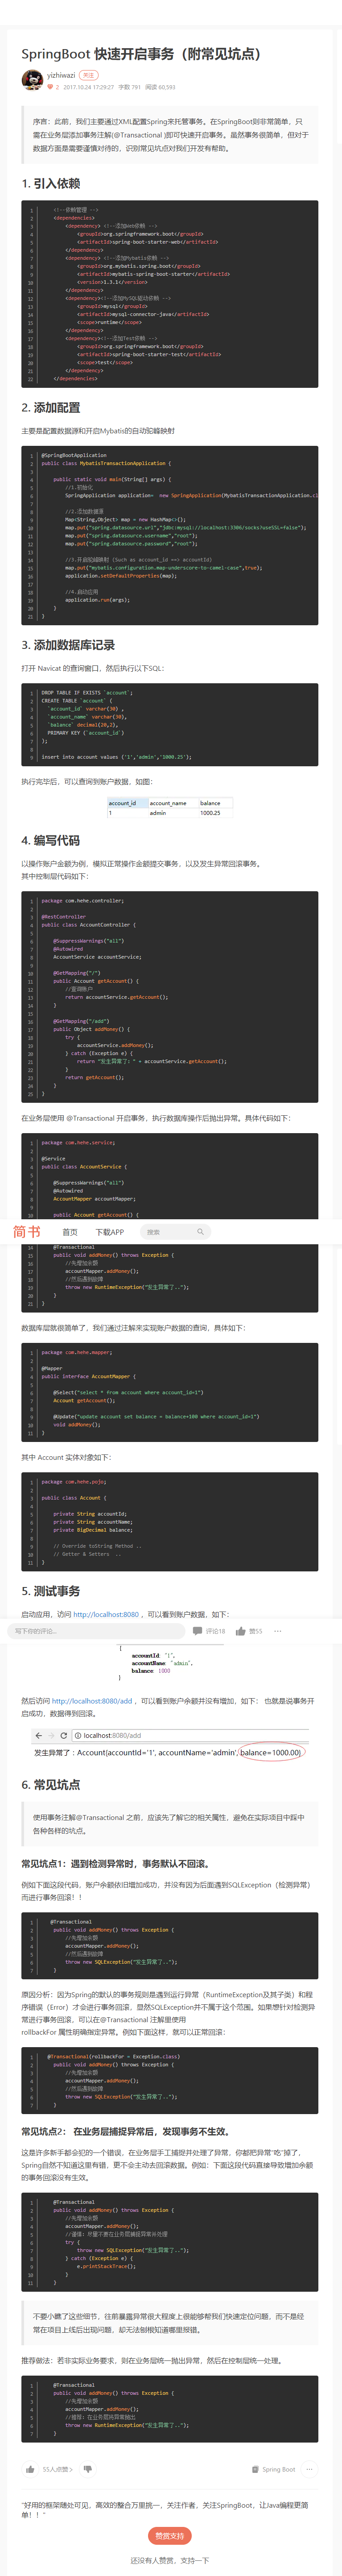 SpringBoot 快速开启事务（附常见坑点）
yizhiwazi 关注
2 2017.10.24 17:29:27 字数 791 阅读 60,593
序言：此前，我们主要通过XML配置Spring来托管事务。在SpringBoot则非常简单，只
需在业务层添加事务注解(@Transactional )即可快速开启事务。虽然事务很简单，但对于
数据方面是需要谨慎对待的，识别常见坑点对我们开发有帮助。
1. 引入依赖
<!--依赖管理 -->
<dependencies>
<dependency> <!--添加Web依赖 -->
<groupId>org.springframework.boot</groupId>
<artifactId>spring-boot-starter-web</artifactId>
</dependency>
<dependency> <!--添加Mybatis依赖 -->
<groupId>org.mybatis.spring.boot</groupId>
<artifactId>mybatis-spring-boot-starter</artifactId>
<version>1.3.1</version>
</dependency>
<dependency><!--添加MySQL驱动依赖 -->
<groupId>mysql</groupId>
<artifactId>mysql-connector-java</artifactId>
<scope>runtime</scope>
</dependency>
<dependency><!--添加Test依赖 -->
<groupId>org.springframework.boot</groupId>
<artifactId>spring-boot-starter-test</artifactId>
<scope>test</scope>
</dependency>
</dependencies>
2. 添加配置
主要是配置数据源和开启Mybatis的自动驼峰映射
@SpringBootApplication
public class MybatisTransactionApplication {
public static void main(String[] args) {
//1.初始化
SpringApplication application= new SpringApplication(MybatisTransactionApplication.cl
//2.添加数据源
Map<String,Object> map = new HashMap<>();
map.put("spring.datasource.url","jdbc:mysql://localhost:3306/socks?useSSL=false");
map.put("spring.datasource.username","root");
map.put("spring.datasource.password","root");
//3.开启驼峰映射 (Such as account_id ==> accountId)
map.put("mybatis.configuration.map-underscore-to-camel-case",true);
application.setDefaultProperties(map);
//4.启动应用
application.run(args);
}
}
3. 添加数据库记录
打开 Navicat 的查询窗口，然后执行以下SQL：
DROP TABLE IF EXISTS `account`;
CREATE TABLE `account` (
`account_id` varchar(30) ,
`account_name` varchar(30),
`balance` decimal(20,2),
PRIMARY KEY (`account_id`)
);
insert into account values ('1','admin','1000.25');
执行完毕后，可以查询到账户数据，如图：
account_id account_name balance
1 admin 1000.25
4. 编写代码
以操作账户金额为例，模拟正常操作金额提交事务，以及发生异常回滚事务。
其中控制层代码如下：
package com.hehe.controller;
@RestController
public class AccountController {
@SuppressWarnings("all")
@Autowired
AccountService accountService;
@GetMapping("/")
public Account getAccount() {
//查询账户
return accountService.getAccount();
}
@GetMapping("/add")
public Object addMoney() {
try {
accountService.addMoney();
} catch (Exception e) {
return "发生异常了：" + accountService.getAccount();
}
return getAccount();
}
}
在业务层使用 @Transactional 开启事务，执行数据库操作后抛出异常。具体代码如下：
package com.hehe.service;
@Service
public class AccountService {
@SuppressWarnings("all")
@Autowired
AccountMapper accountMapper;
public Account getAccount() {
简书 首页 下载APP 搜索
@Transactional
public void addMoney() throws Exception {
//先增加余额
accountMapper.addMoney();
//然后遇到故障
throw new RuntimeException("发生异常了..");
}
}
数据库层就很简单了，我们通过注解来实现账户数据的查询，具体如下：
package com.hehe.mapper;
@Mapper
public interface AccountMapper {
@Select("select * from account where account_id=1")
Account getAccount();
@Update("update account set balance = balance+100 where account_id=1")
void addMoney();
}
其中 Account 实体对象如下：
package com.hehe.pojo;
public class Account {
private String accountId;
private String accountName;
private BigDecimal balance;
// Override toString Method ..
// Getter & Setters ..
}
5. 测试事务
启动应用，访问 http://localhost:8080 ，可以看到账户数据，如下：
写下你的评论... 评论18 赞55 ...
accountId: "1",
accountName: "admin",
balance: 1000
}
然后访问 http://localhost:8080/add ，可以看到账户余额并没有增加，如下： 也就是说事务开
启成功，数据得到回滚。
localhost:8080/add
发生异常了：Account{accountId='1', accountName='admin', balance=1000.00}
6. 常见坑点
使用事务注解@Transactional 之前，应该先了解它的相关属性，避免在实际项目中踩中
各种各样的坑点。
常见坑点1：遇到检测异常时，事务默认不回滚。
例如下面这段代码，账户余额依旧增加成功，并没有因为后面遇到SQLException（检测异常）
而进行事务回滚！！
@Transactional
public void addMoney() throws Exception {
//先增加余额
accountMapper.addMoney();
//然后遇到故障
throw new SQLException("发生异常了..");
}
原因分析：因为Spring的默认的事务规则是遇到运行异常（RuntimeException及其子类）和程
序错误（Error）才会进行事务回滚，显然SQLException并不属于这个范围。如果想针对检测异
常进行事务回滚，可以在@Transactional 注解里使用
rollbackFor 属性明确指定异常。例如下面这样，就可以正常回滚：
@Transactional(rollbackFor = Exception.class)
public void addMoney() throws Exception {
//先增加余额
accountMapper.addMoney();
//然后遇到故障
throw new SQLException("发生异常了..");
}
常见坑点2： 在业务层捕捉异常后，发现事务不生效。
这是许多新手都会犯的一个错误，在业务层手工捕捉并处理了异常，你都把异常“吃”掉了，
Spring自然不知道这里有错，更不会主动去回滚数据。例如：下面这段代码直接导致增加余额
的事务回滚没有生效。
@Transactional
public void addMoney() throws Exception {
//先增加余额
accountMapper.addMoney();
//谨慎：尽量不要在业务层捕捉异常并处理
try {
throw new SQLException("发生异常了..");
} catch (Exception e) {
e.printStackTrace();
}
}
不要小瞧了这些细节，往前暴露异常很大程度上很能够帮我们快速定位问题，而不是经
常在项目上线后出现问题，却无法刨根知道哪里报错。
推荐做法：若非实际业务要求，则在业务层统一抛出异常，然后在控制层统一处理。
@Transactional
public void addMoney() throws Exception {
//先增加余额
accountMapper.addMoney();
//推荐：在业务层将异常抛出
throw new RuntimeException("发生异常了..");
}
55人点赞 > Spring Boot ...
"好用的框架随处可见，高效的整合万里挑一，关注作者，关注SpringBoot，让Java编程更简
单！！"
赞赏支持
还没有人赞赏，支持一下